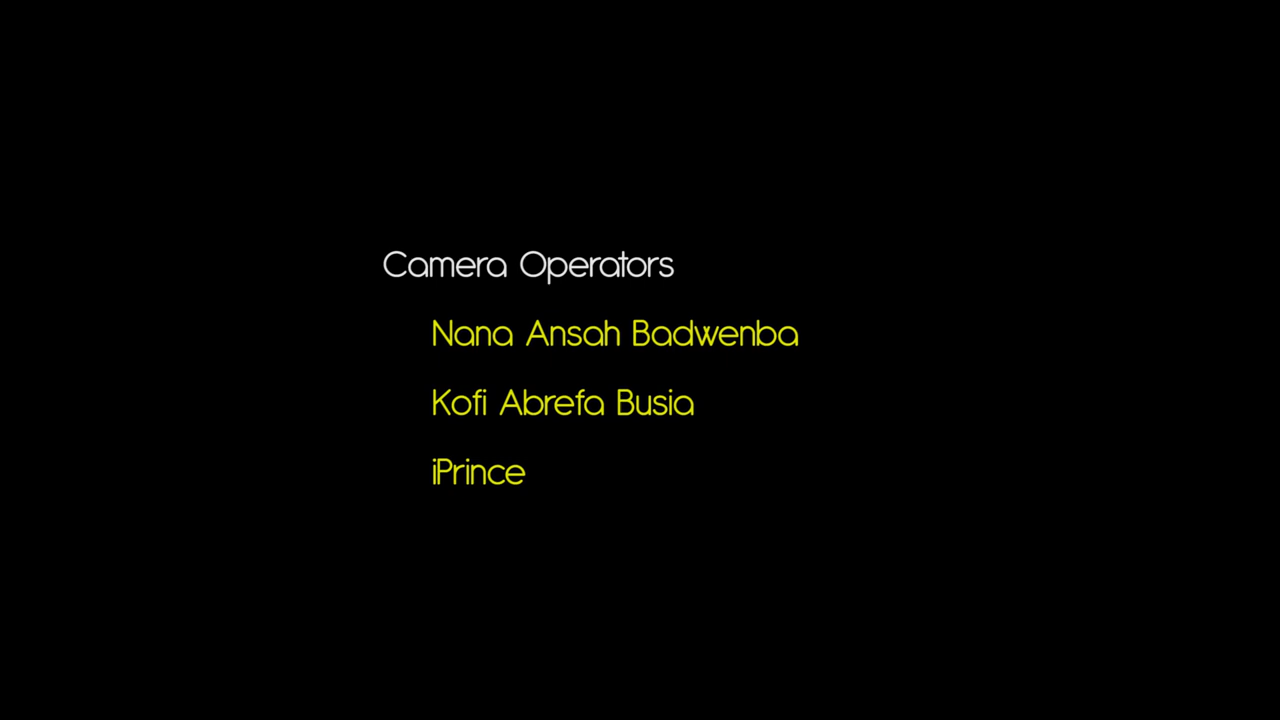 Camera Operators
Nana Ansah Badwenba
Kofi Abrefa Busia
iPrince